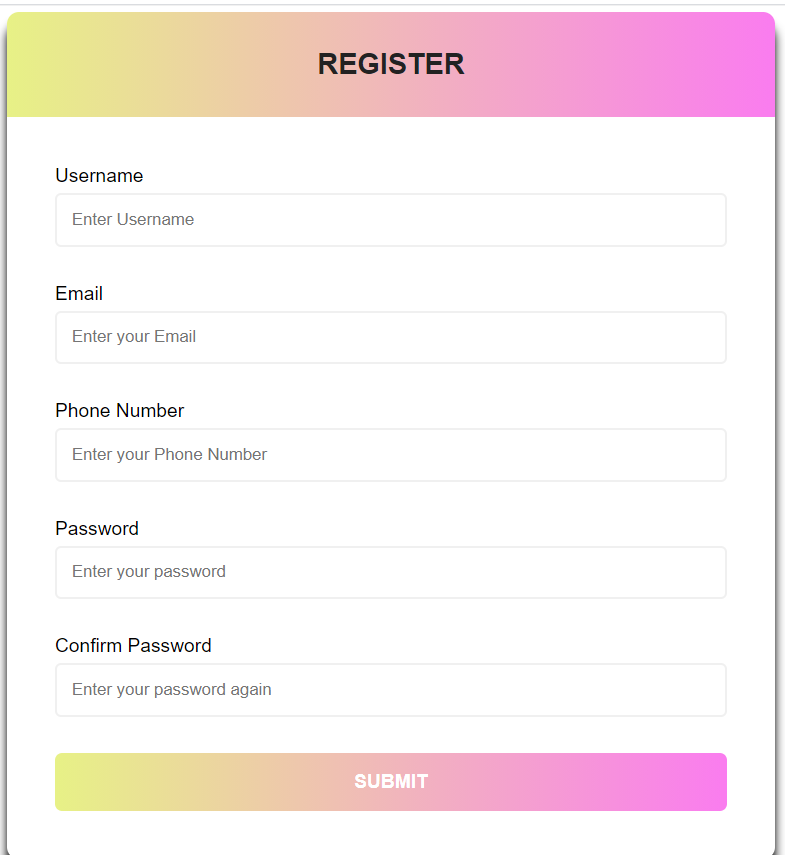 REGISTER
Username
Enter Username
Email
Enter your Email
Phone Number
Enter your Phone Number
Password
Enter your password
Confirm Password
Enter your password again
SUBMIT